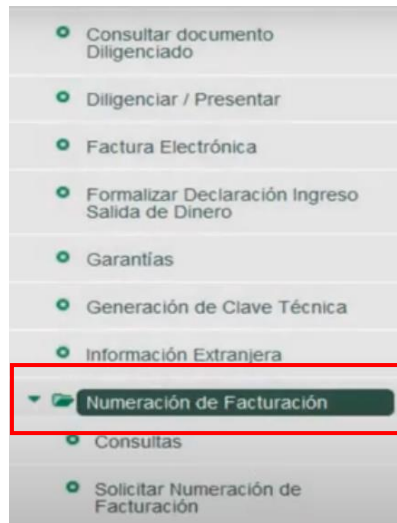 Consultar documento
Diligenciado
Diligenciar / Presentar
Factura Electrónica
Formalizar Declaración Ingreso
Salida de Dinero
Garantías
Generación de Clave Técnica
Información Extranjera
Numeración de Facturación
Consultas
Solicitar Numeración de
Facturación